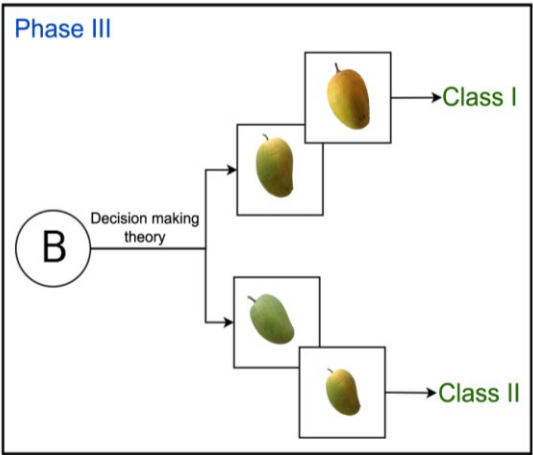 Phase III
Class I
Decision making
theory
B
Class II